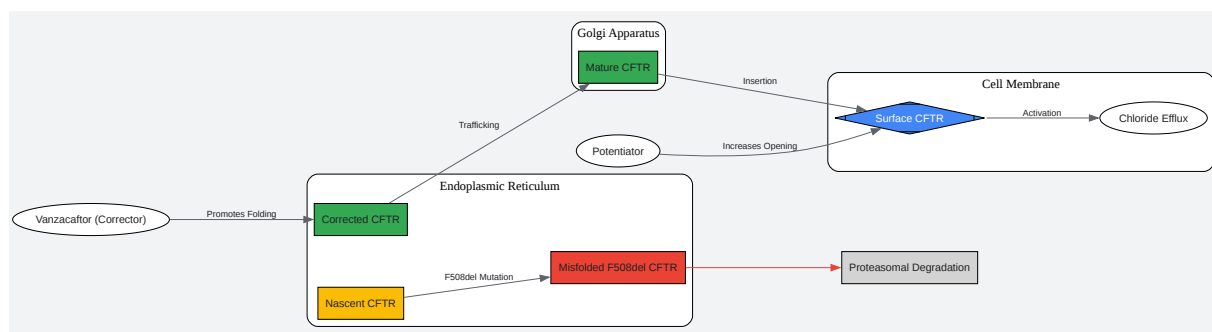 Golgi Apparatus
Mature CFTR
Insertion
Cell Membrane
Surface CFTR
Activation
Chloride Efflux
Trafficking
Potentiator
Increases Opening
Endoplasmic Reticulum
Vanzacaftor (Corrector)
Promotes Folding
Corrected CFTR
Misfolded F508del CFTR
Proteasomal Degradation
F508del Mutation
Nascent CFTR